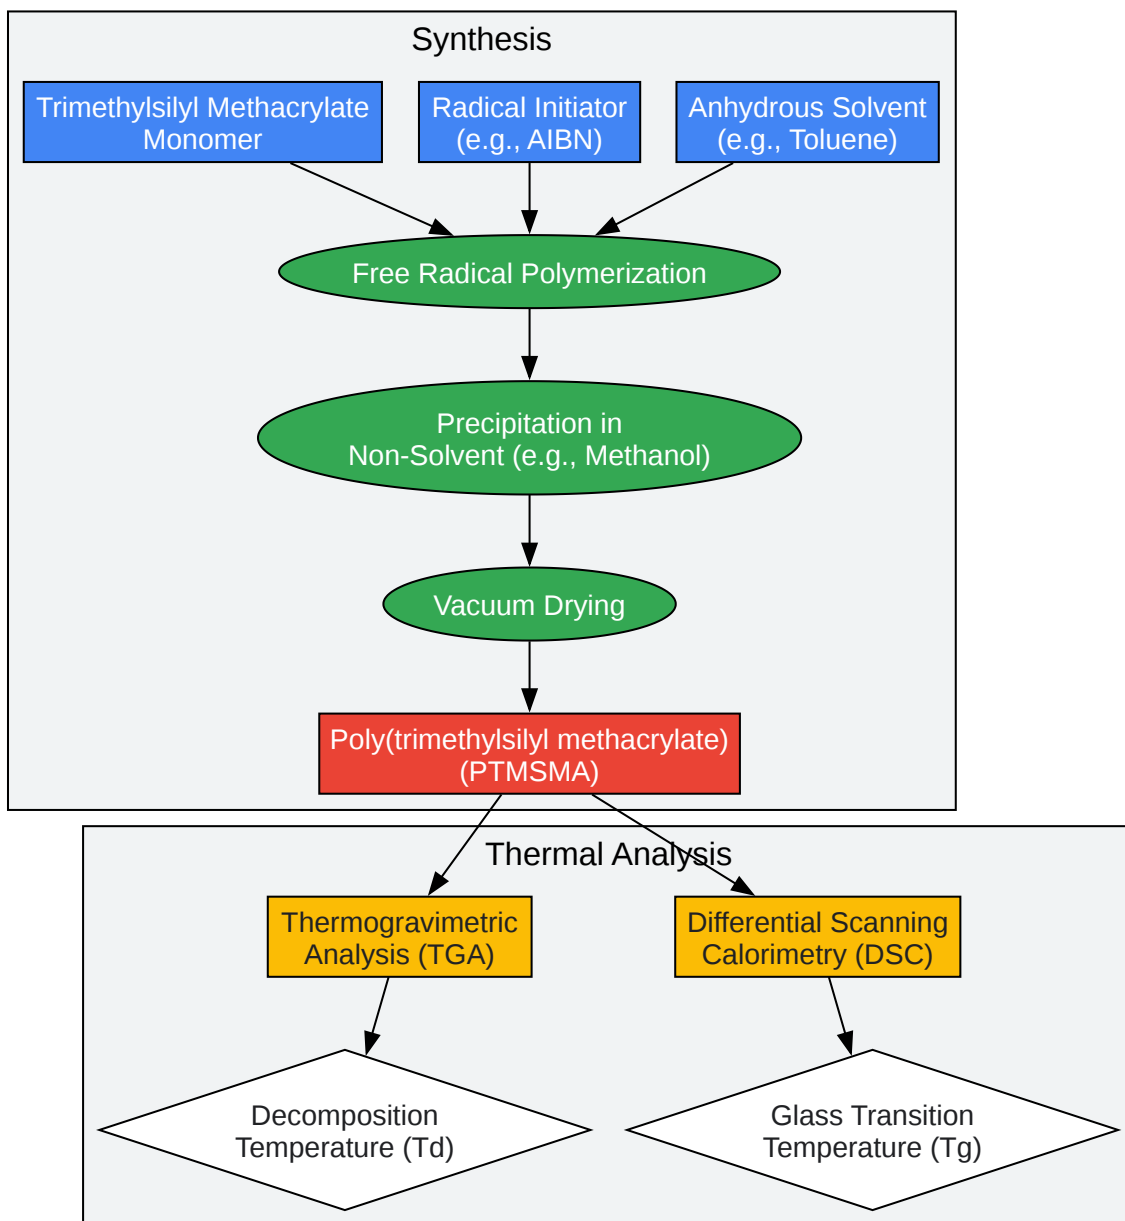 Synthesis
Trimethylsilyl Methacrylate
Monomer
Radical Initiator
(e.g., AIBN)
Anhydrous Solvent
(e.g., Toluene)
Free Radical Polymerization
Precipitation in
Non-Solvent (e.g., Methanol)
Vacuum Drying
Poly(trimethylsilyl methacrylate)
(PTMSMA)
Thermal Analysis
Thermogravimetric
Analysis (TGA)
Differential Scanning
Calorimetry (DSC)
Decomposition
Temperature (Td)
Glass Transition
Temperature (Tg)